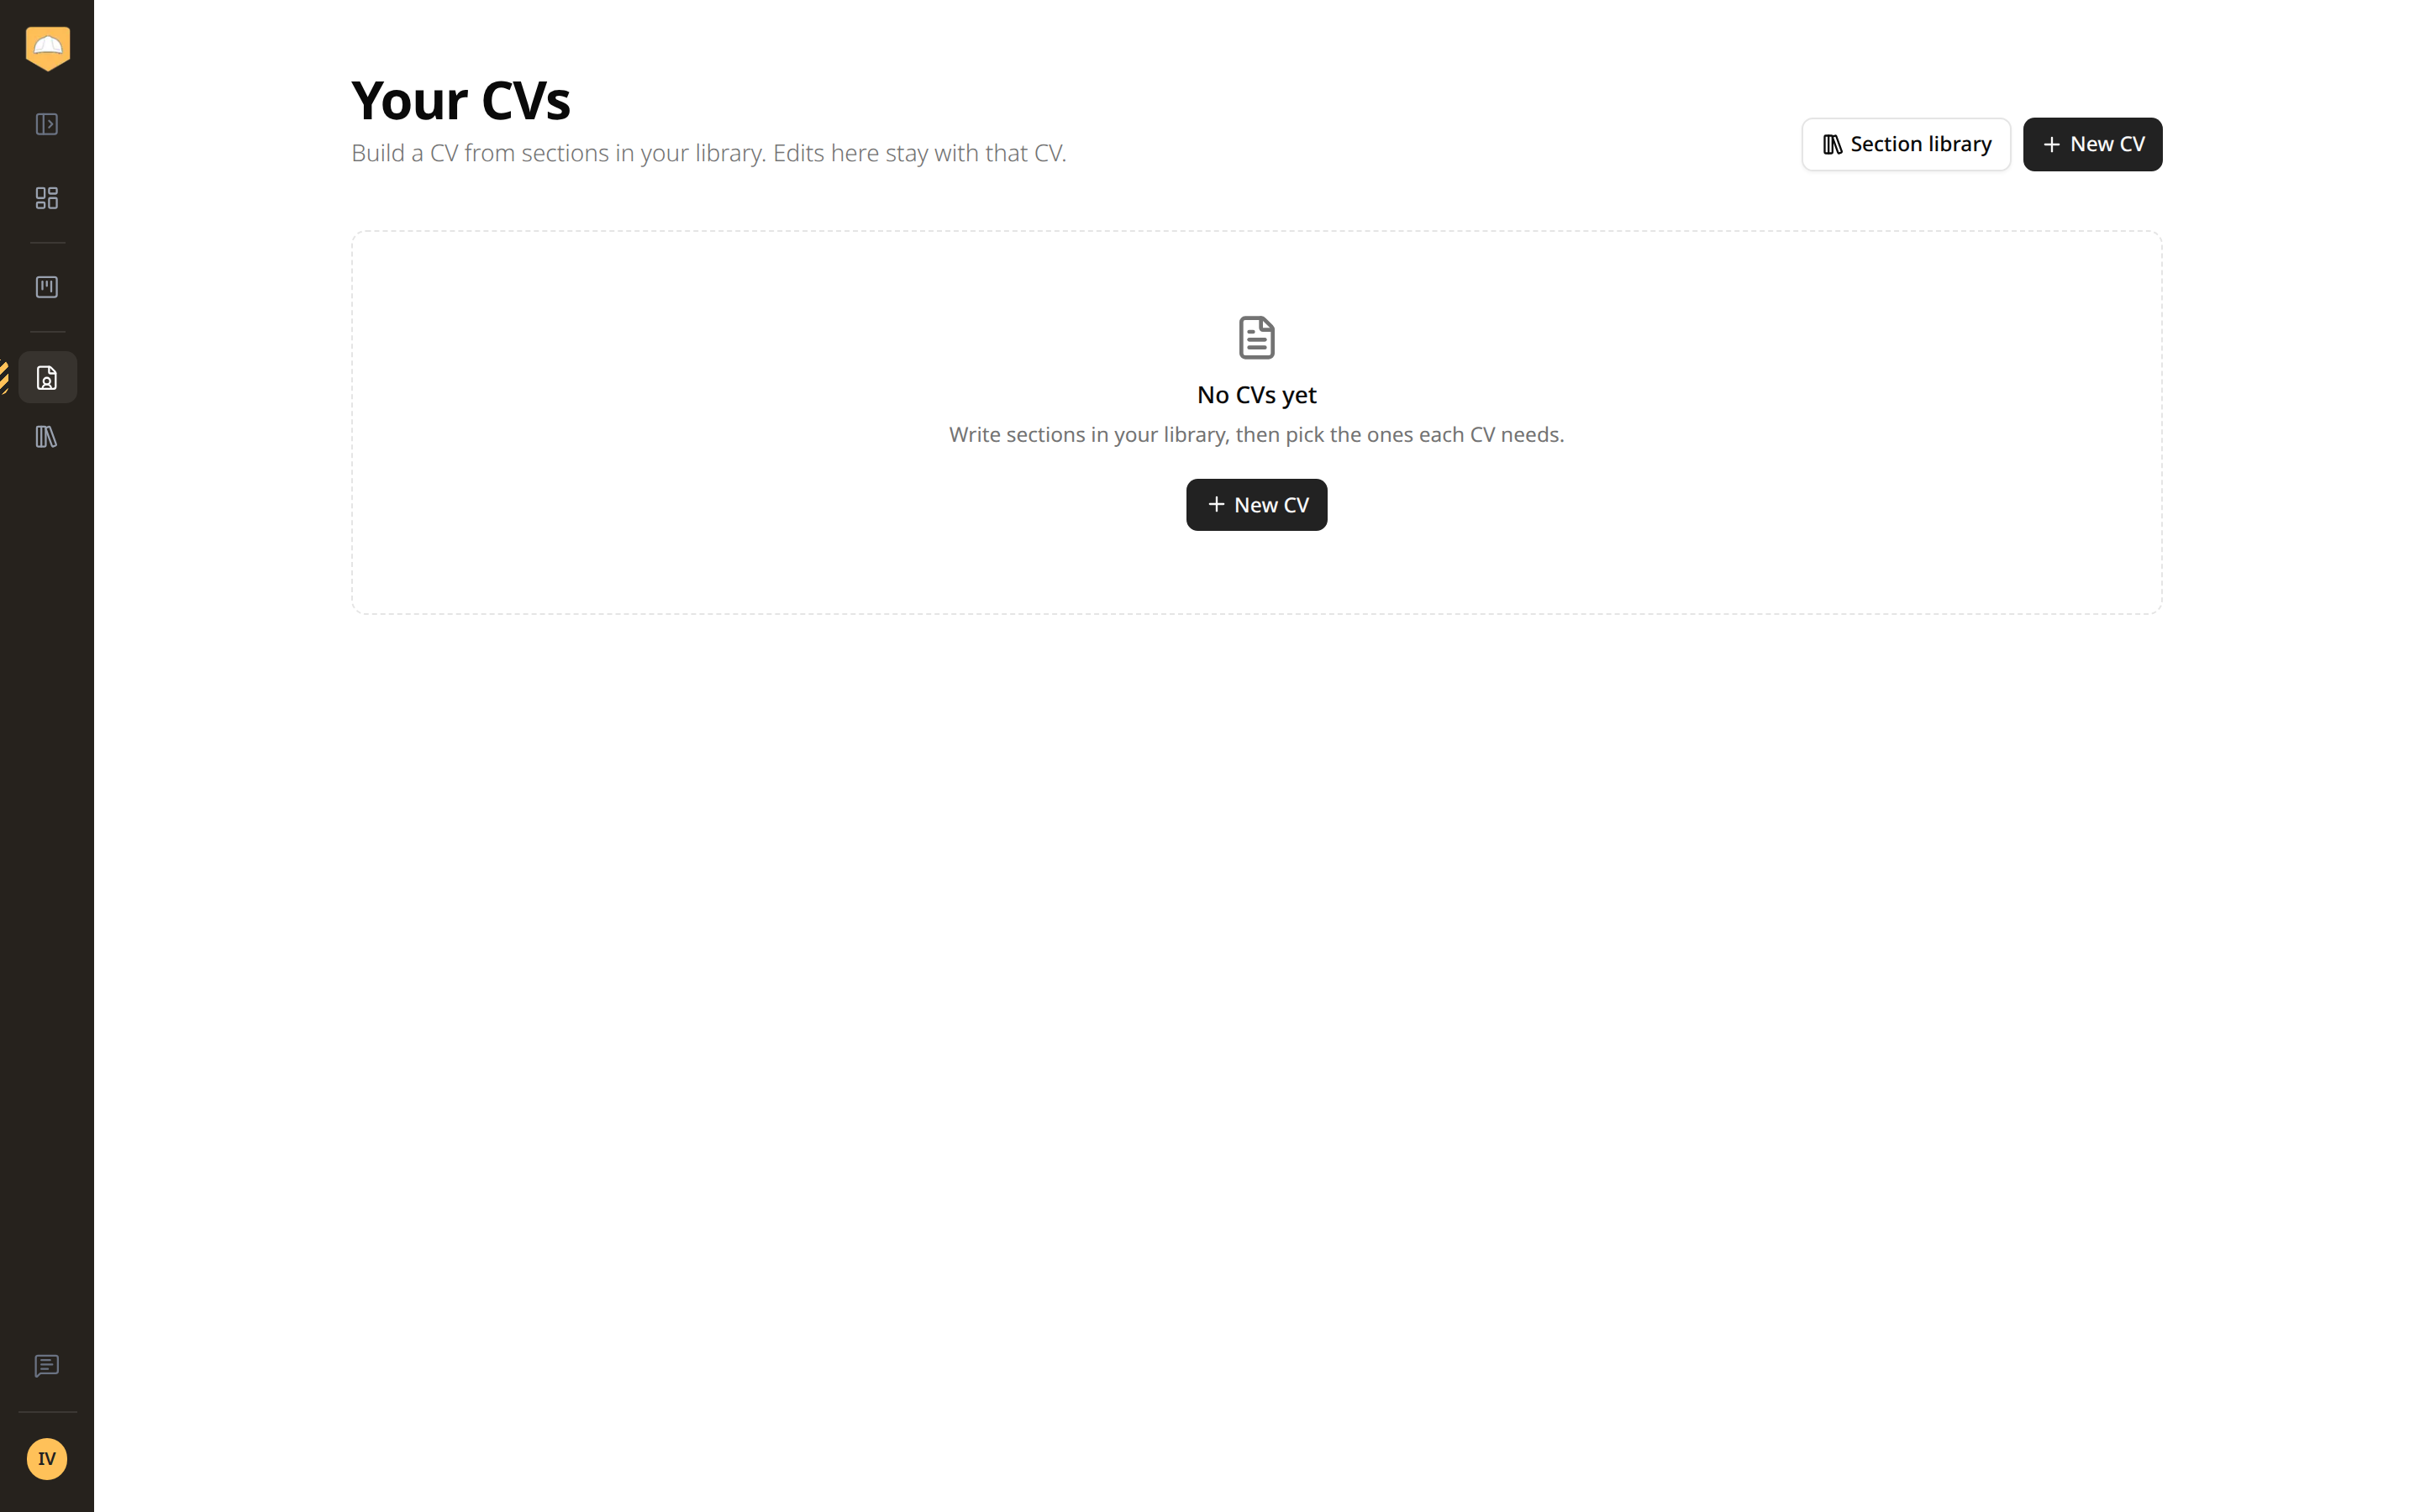 Your CVs
Build a CV from sections in your library. Edits here stay with that CV.
Section library
New CV
No CVs yet
Write sections in your library, then pick the ones each CV needs.
New CV
IV